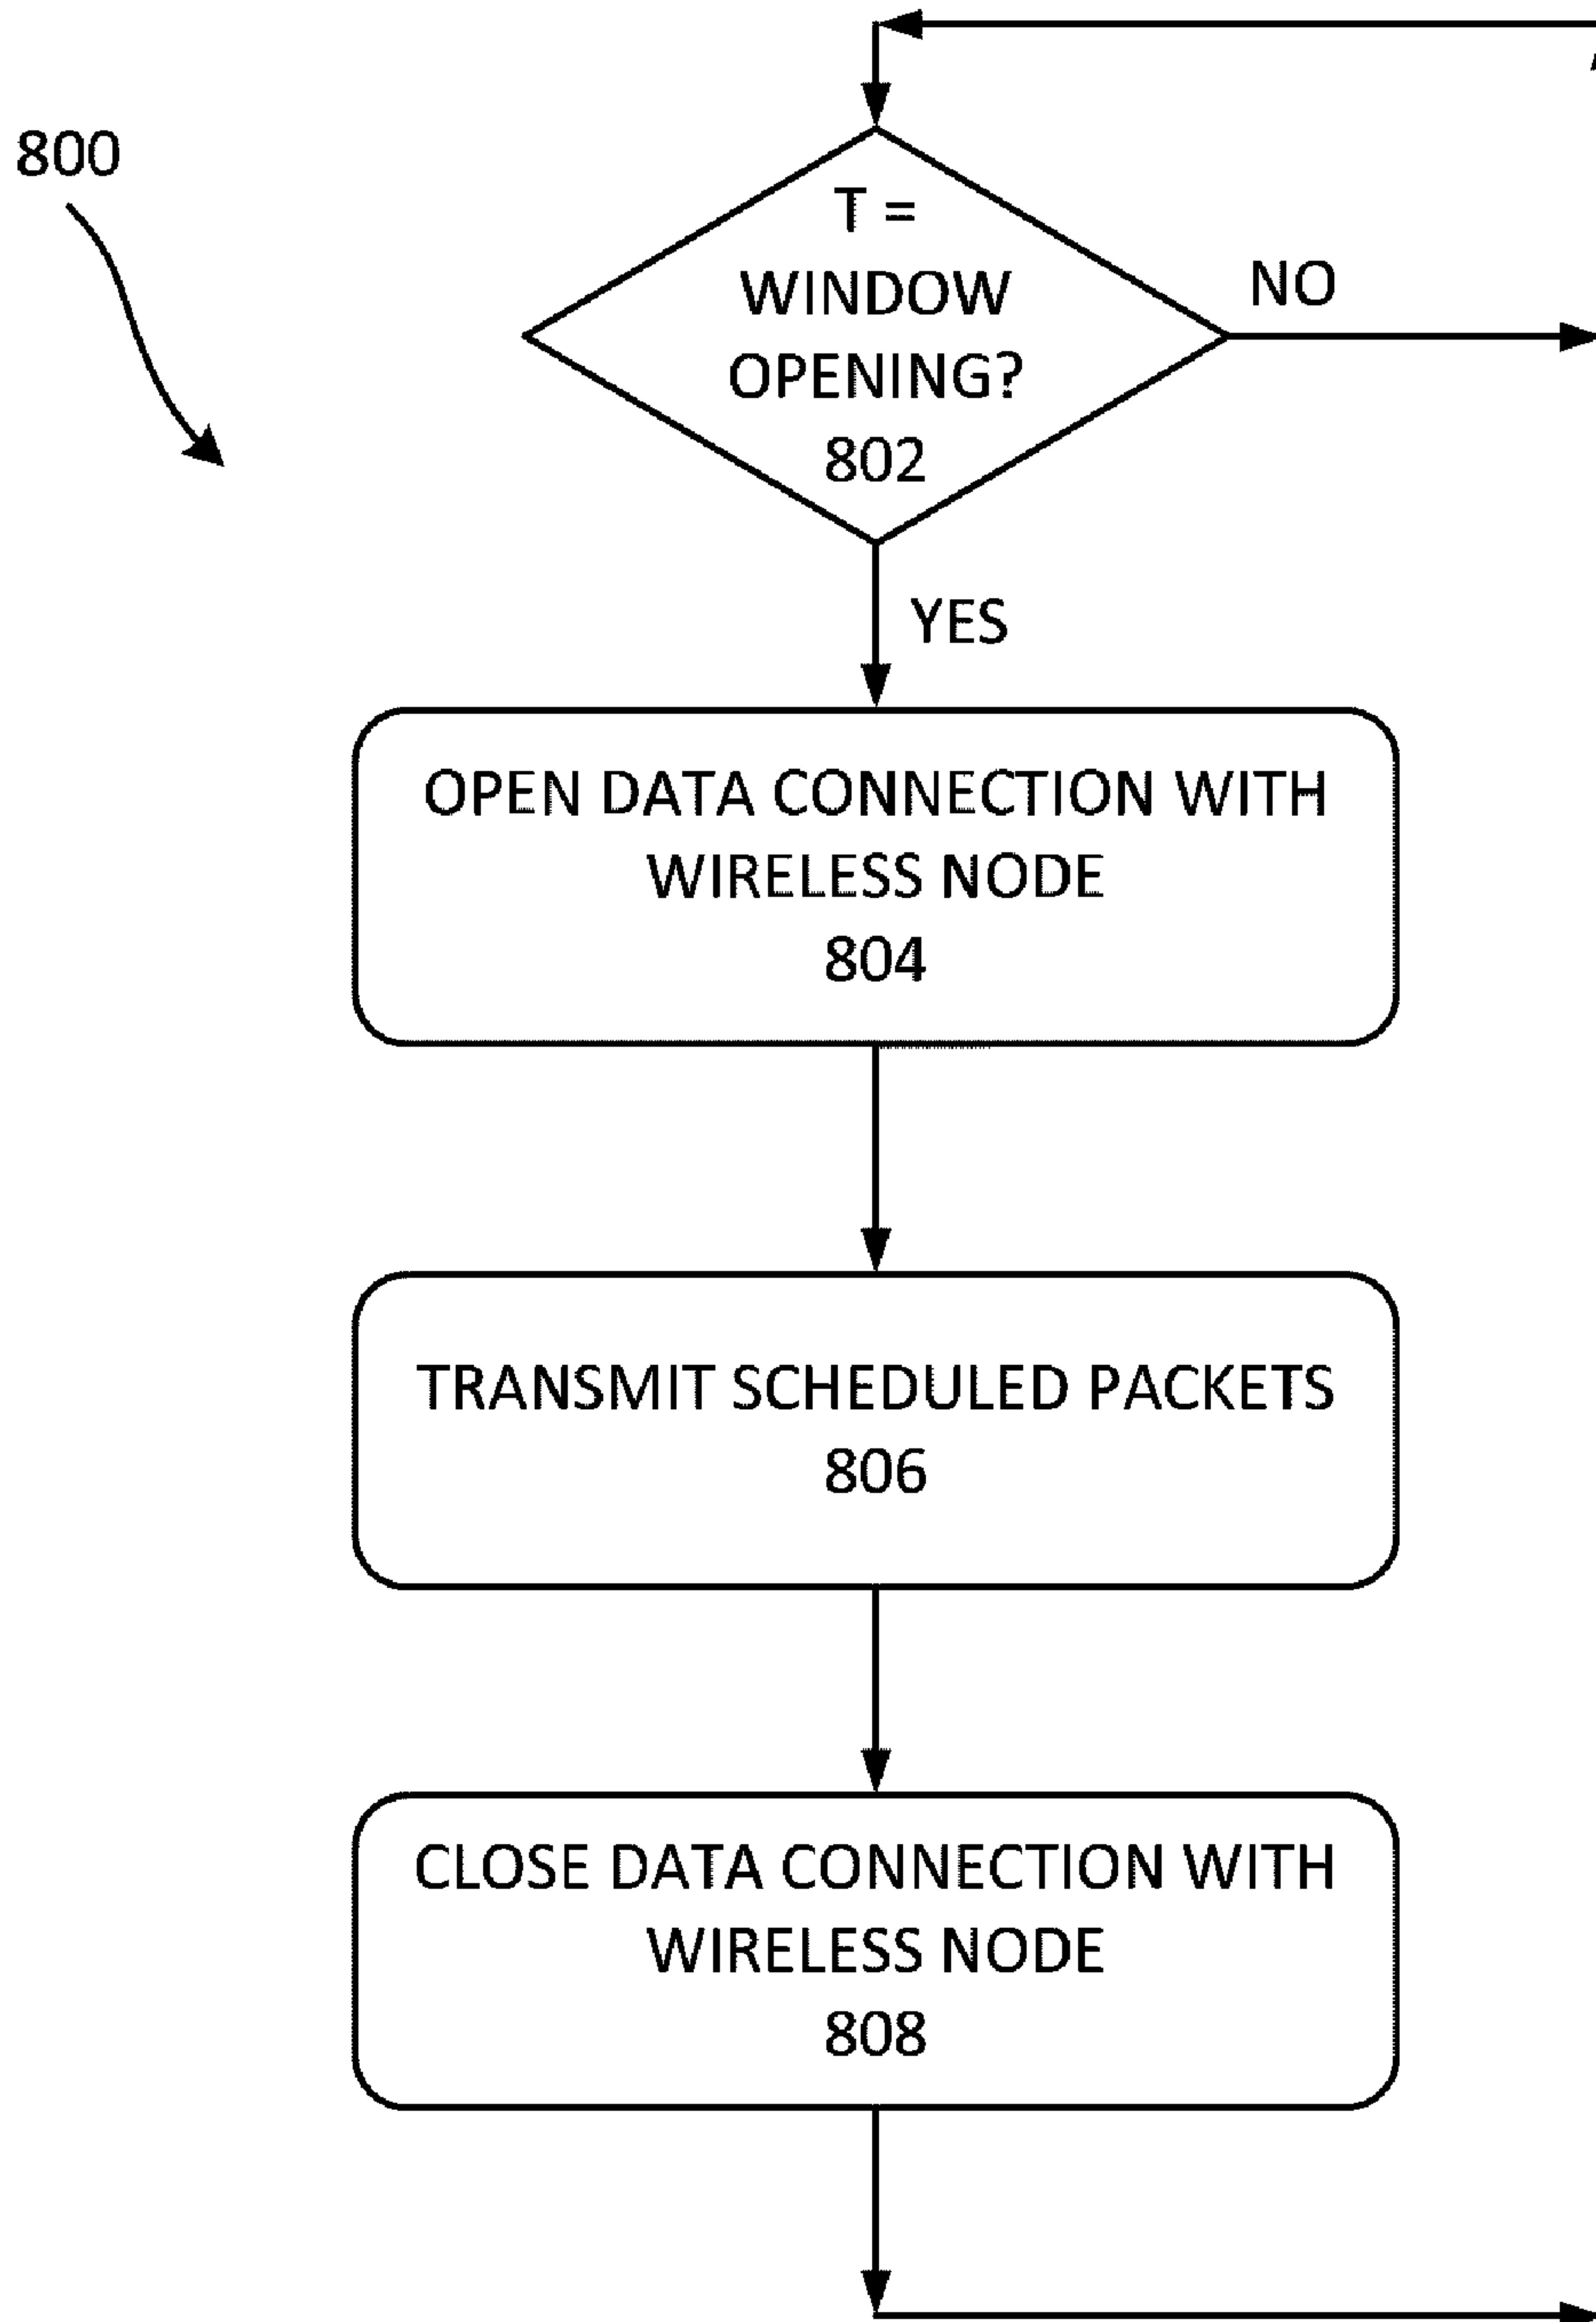 800
T =
WINDOW
OPENING?
802
NO
YES
OPEN DATA CONNECTION WITH
WIRELESS NODE
804
TRANSMIT SCHEDULED PACKETS
806
CLOSE DATA CONNECTION WITH
WIRELESS NODE
808